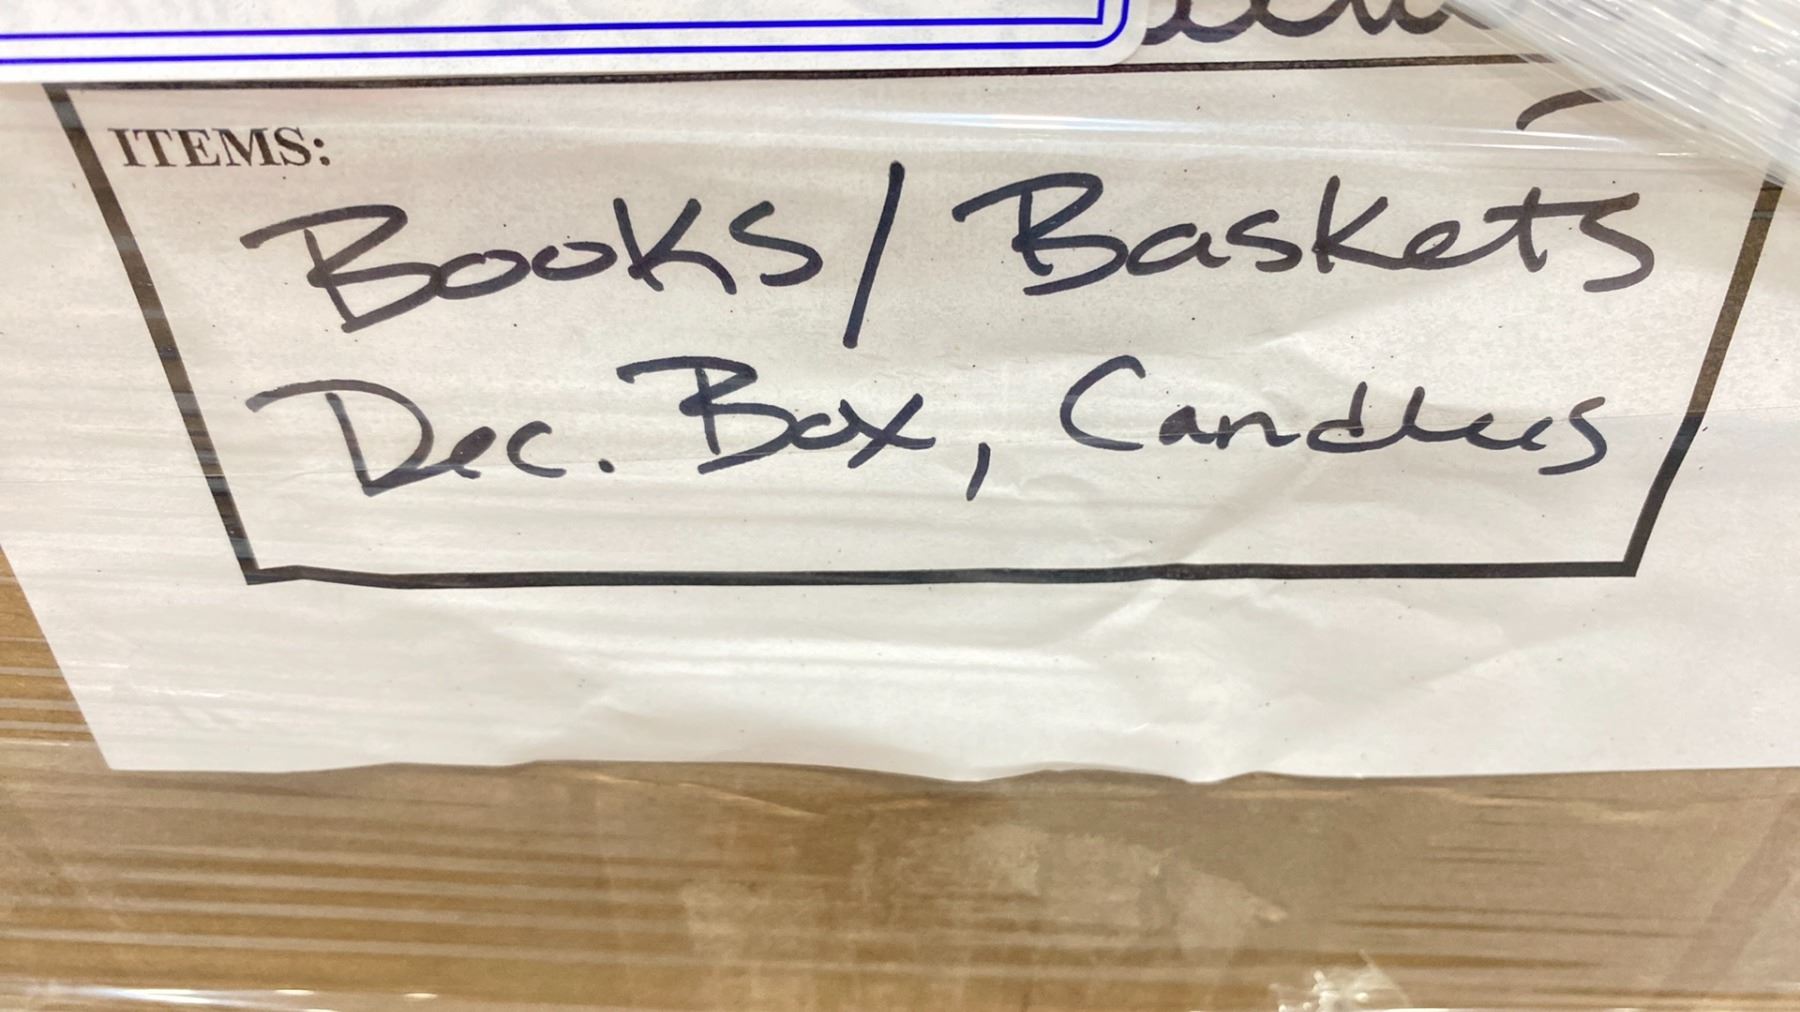 ITEMS:
Books/Baskets
Dec. Box, Candles